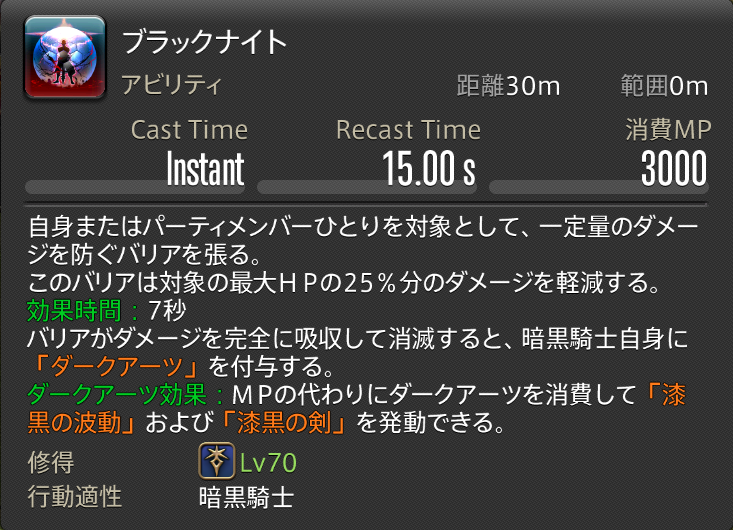 ブラックナイト
アビリティ 距離30m 範囲0m
Cast Time Recast Time 消費MP
Instant 15.00s 3000
自身またはパーティメンバーひとりを対象として、一定量のダメー
ジを防ぐバリアを張る。
このバリアは対象の最大ＨＰの25％分のダメージを軽減する。
効果時間：7秒
バリアがダメージを完全に吸収して消滅すると、暗黒騎士自身に
「ダークアーツ」を付与する。
ダークアーツ効果：ＭＰの代わりにダークアーツを消費して「漆
黒の波動」および「漆黒の剣」を発動できる。
修得 Lv70
行動適性 暗黒騎士